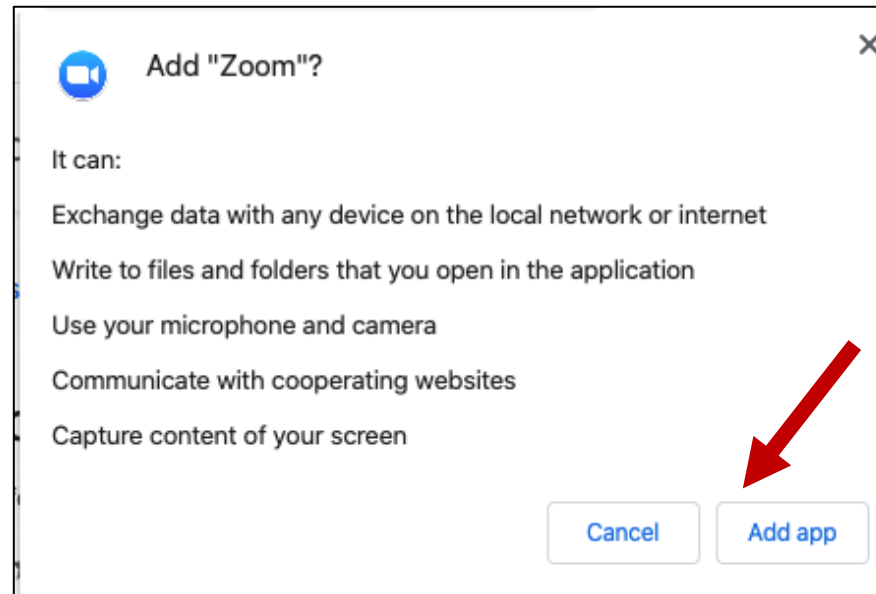 Add "Zoom"?
It can:
Exchange data with any device on the local network or internet
Write to files and folders that you open in the application
Use your microphone and camera
Communicate with cooperating websites
Capture content of your screen
Cancel
Add app